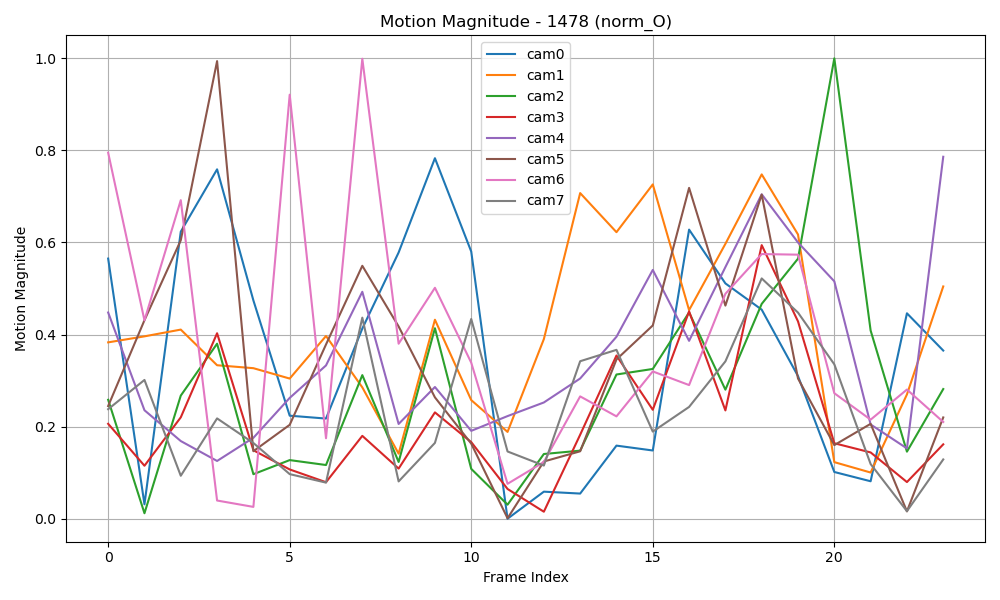 Motion Magnitude - 1478 (norm_O)
cam0
cam1
cam2
cam3
cam4
cam5
cam6
cam7
1.0
0.8
0.6
0.4
0.2
0.0
Motion Magnitude
0 5 10 15 20
Frame Index